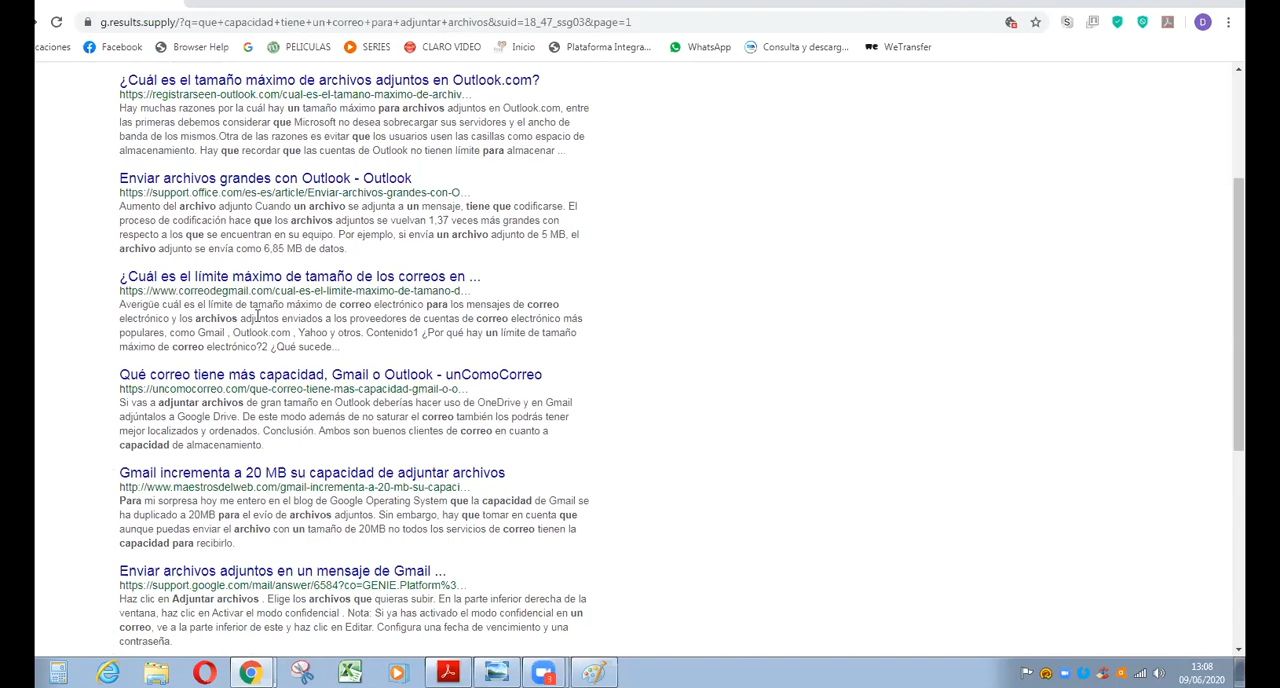 g.results.supply/?q=que+capacidad+tiene+un+correo+para+adjuntar+archivos&suid=18_47_ssg03&page=1
D
caciones Facebook Browser Help PELICULAS SERIES CLARO VIDEO Inicio Plataforma Integra... WhatsApp Consulta y descarg... WeTransfer
¿Cuál es el tamaño máximo de archivos adjuntos en Outlook.com?
https://registrarseen-outlook.com/cual-es-el-tamano-maximo-de-archiv...
Hay muchas razones por la cuál hay un tamaño máximo para archivos adjuntos en Outlook.com, entre
las primeras debemos considerar que Microsoft no desea sobrecargar sus servidores y el ancho de
banda de los mismos.Otra de las razones es evitar que los usuarios usen las casillas como espacio de
almacenamiento. Hay que recordar que las cuentas de Outlook no tienen límite para almacenar ...
Enviar archivos grandes con Outlook - Outlook
https://support.office.com/es-es/article/Enviar-archivos-grandes-con-O...
Aumento del archivo adjunto Cuando un archivo se adjunta a un mensaje, tiene que codificarse. El
proceso de codificación hace que los archivos adjuntos se vuelvan 1,37 veces más grandes con
respecto a los que se encuentran en su equipo. Por ejemplo, si envía un archivo adjunto de 5 MB, el
archivo adjunto se envía como 6,85 MB de datos.
¿Cuál es el límite máximo de tamaño de los correos en ...
https://www.correodegmail.com/cual-es-el-limite-maximo-de-tamano-d...
Averigüe cuál es el límite de tamaño máximo de correo electrónico para los mensajes de correo
electrónico y los archivos adjuntos enviados a los proveedores de cuentas de correo electrónico más
populares, como Gmail , Outlook.com , Yahoo y otros. Contenido1 ¿Por qué hay un límite de tamaño
máximo de correo electrónico?2 ¿Qué sucede...
Qué correo tiene más capacidad, Gmail o Outlook - unComoCorreo
https://uncomocorreo.com/que-correo-tiene-mas-capacidad-gmail-o-o...
Si vas a adjuntar archivos de gran tamaño en Outlook deberías hacer uso de OneDrive y en Gmail
adjúntalos a Google Drive. De este modo además de no saturar el correo también los podrás tener
mejor localizados y ordenados. Conclusión. Ambos son buenos clientes de correo en cuanto a
capacidad de almacenamiento.
Gmail incrementa a 20 MB su capacidad de adjuntar archivos
http://www.maestrosdelweb.com/gmail-incrementa-a-20-mb-su-capaci...
Para mi sorpresa hoy me entero en el blog de Google Operating System que la capacidad de Gmail se
ha duplicado a 20MB para el evío de archivos adjuntos. Sin embargo, hay que tomar en cuenta que
aunque puedas enviar el archivo con un tamaño de 20MB no todos los servicios de correo tienen la
capacidad para recibirlo.
Enviar archivos adjuntos en un mensaje de Gmail ...
https://support.google.com/mail/answer/6584?co=GENIE.Platform%3...
Haz clic en Adjuntar archivos . Elige los archivos que quieras subir. En la parte inferior derecha de la
ventana, haz clic en Activar el modo confidencial . Nota: Si ya has activado el modo confidencial en un
correo, ve a la parte inferior de este y haz clic en Editar. Configura una fecha de vencimiento y una
contraseña.
13:08
09/06/2020